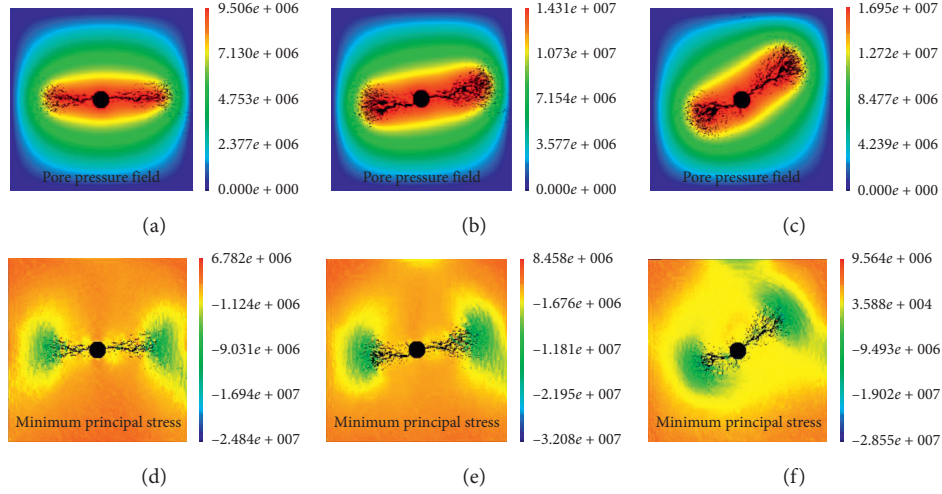 9.506e + 006
7.130e + 006
4.753e + 006
2.377e + 006
0.000e + 000
Pore pressure field
(a)
1.431e + 007
1.073e + 007
7.154e + 006
3.577e + 006
0.000e + 000
Pore pressure field
(b)
1.695e + 007
1.272e + 007
8.477e + 006
4.239e + 006
0.000e + 000
Pore pressure field
(c)
6.782e + 006
−1.124e + 006
−9.031e + 006
−1.694e + 007
−2.484e + 007
Minimum principal stress
(d)
8.458e + 006
−1.676e + 006
−1.181e + 007
−2.195e + 007
−3.208e + 007
Minimum principal stress
(e)
9.564e + 006
3.588e + 004
−9.493e + 006
−1.902e + 007
−2.855e + 007
Minimum principal stress
(f)